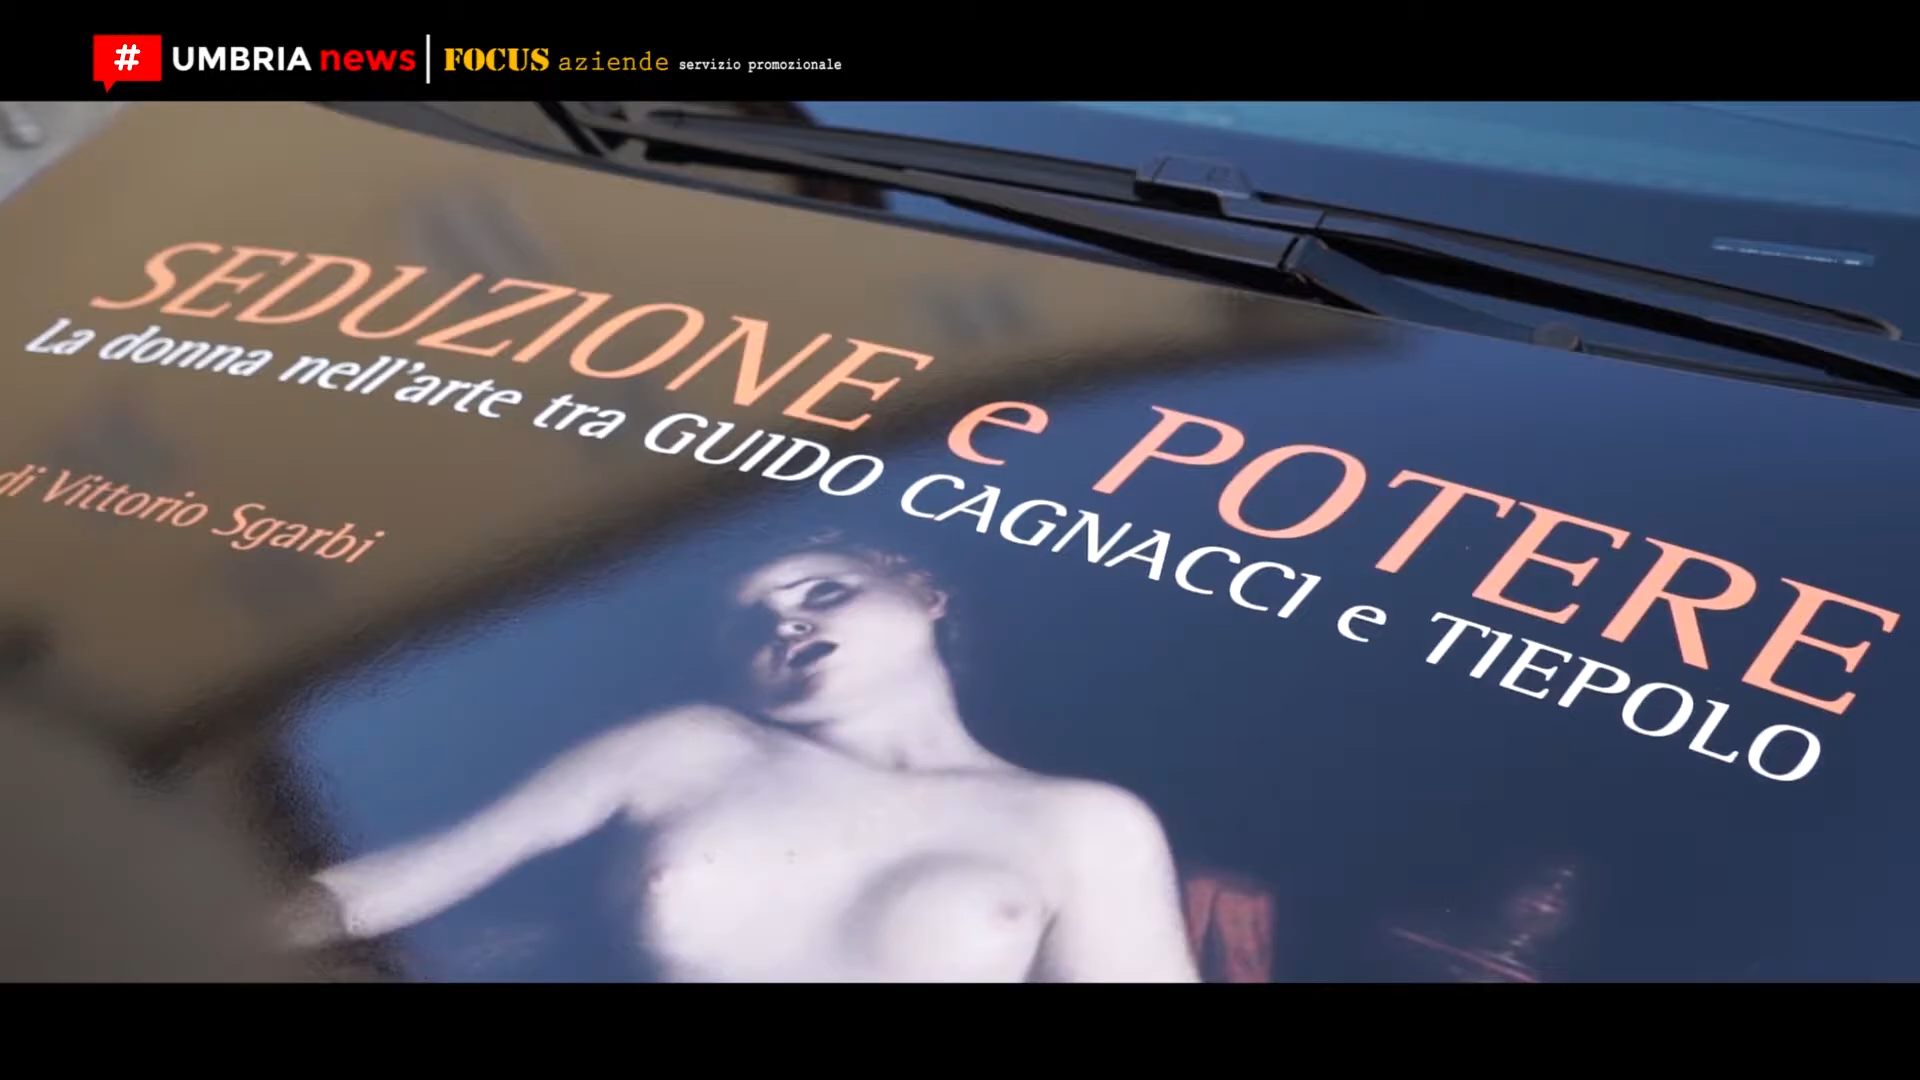 # UMBRIA news FOCUS aziende servizio promozionale
SEDUZIONE e POTERE
La donna nell'arte tra GUIDO CAGNACCI e TIEPOLO
di Vittorio Sgarbi